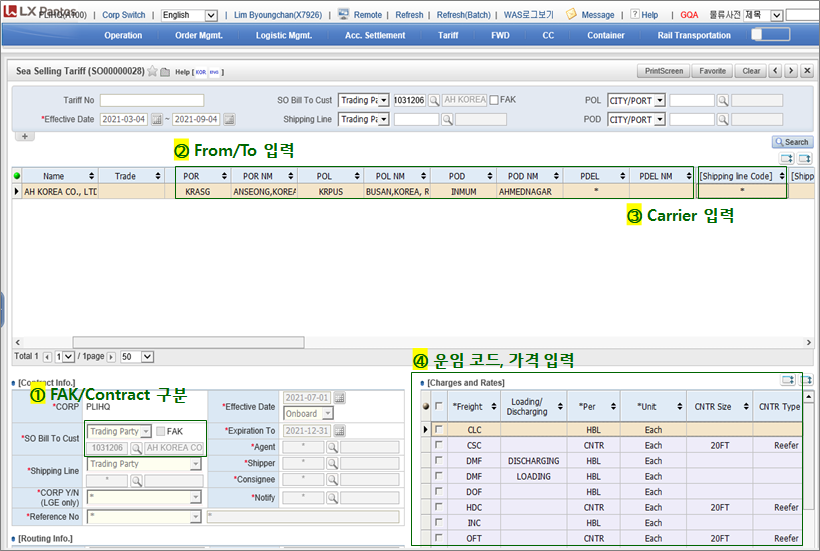 LX Pantos PLIHQ(A100) | Corp Switch | English | Lim Byoungchan(X7926) | Remote | Refresh | Refresh(Batch) | WAS로그보기 | Message | Help | GQA | 물류사전 제목
Operation Order Mgmt. Logistic Mgmt. Acc. Settlement Tariff FWD CC Container Rail Transportation
Sea Selling Tariff (SO00000028) Help [ KOR | ENG ] PrintScreen Favorite Clear
Tariff No SO Bill To Cust Trading Pa 1031206 AH KOREA FAK POL CITY/PORT
*Effective Date 2021-03-04 ~ 2021-09-04 Shipping Line Trading Pa POD CITY/PORT
+ Search
② From/To 입력
Name Trade POR POR NM POL POL NM POD POD NM PDEL PDEL NM [Shipping line Code] [Shipp
AH KOREA CO., LTD KRASG ANSEONG,KOREA KRPUS BUSAN,KOREA, R INMUM AHMEDNAGAR * *
③ Carrier 입력
Total 1 1 / 1page 50
④ 운임 코드, 가격 입력
[Contract Info.] [Charges and Rates]
① FAK/Contract 구분
*CORP PLIHQ *Effective Date 2021-07-01
Onboard
*SO Bill To Cust Trading Party FAK *Expiration To 2021-12-31
1031206 AH KOREA CO *Agent *
*Shipping Line Trading Party *Shipper *
* *Consignee *
*CORP Y/N
(LGE only) * *Notify *
*Reference No * *
[Routing Info.]
*Freight Loading/
Discharging *Per *Unit CNTR Size CNTR Type
CLC HBL Each
CSC CNTR Each 20FT Reefer
DMF DISCHARGING HBL Each
DMF LOADING HBL Each
DOF HBL Each
HDC CNTR Each 20FT Reefer
INC HBL Each
OFT CNTR Each 20FT Reefer